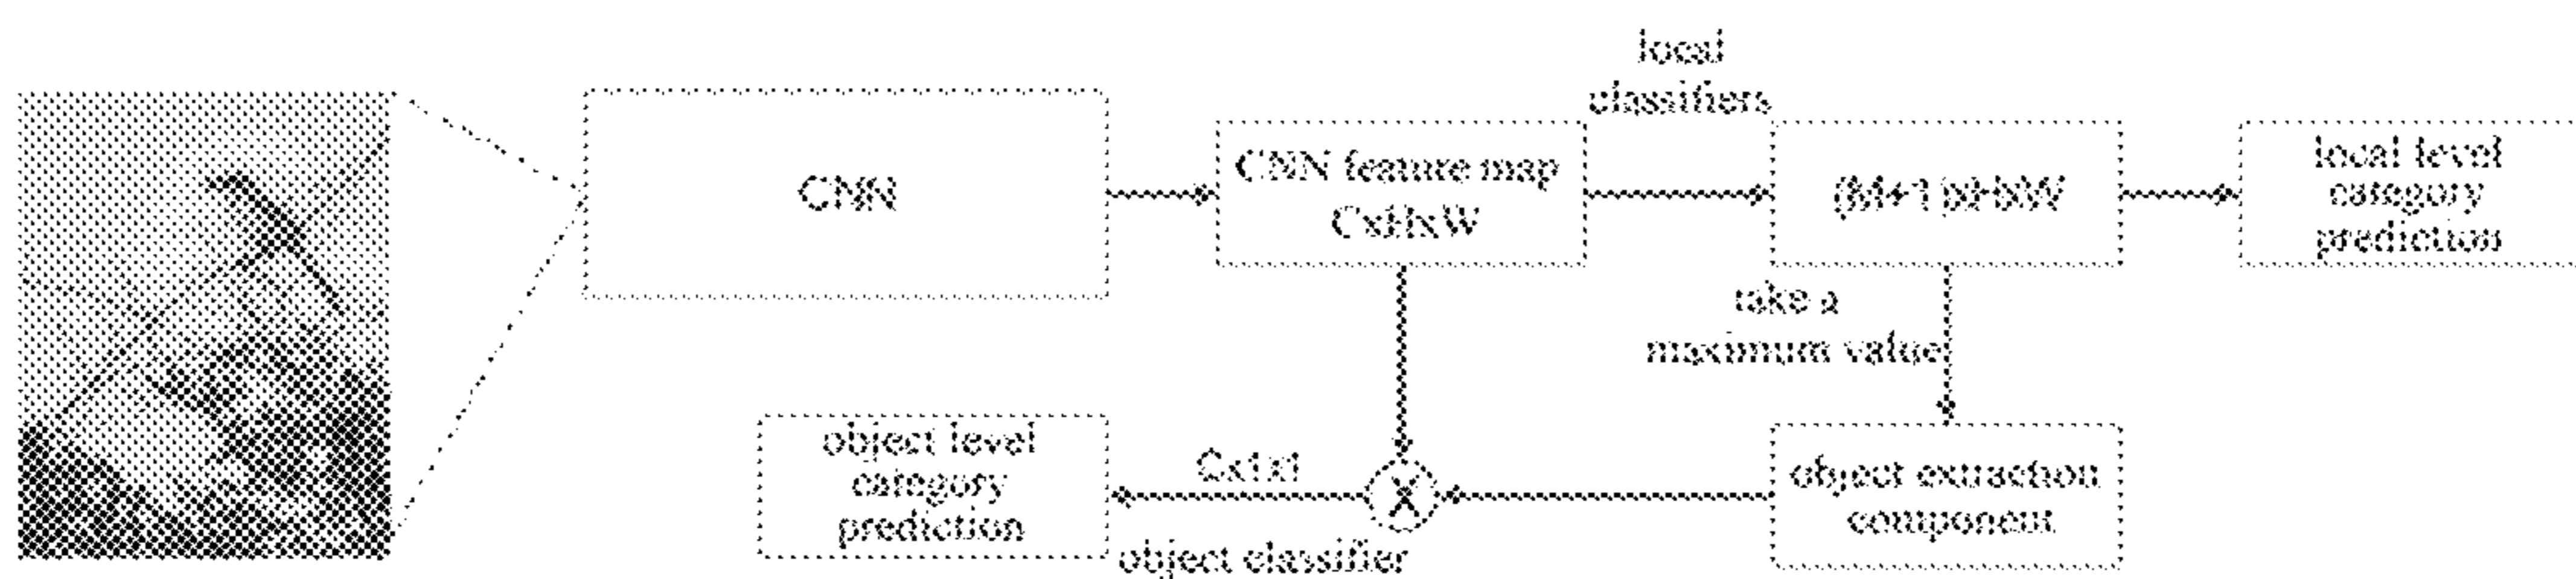 local
classifiers
CNN
CNN feature map
CxHxW
(M+1)xHxW
local level
category
prediction
take a
maximum value
object level
category
prediction
Cx1x1
X
object extraction
component
object classifier